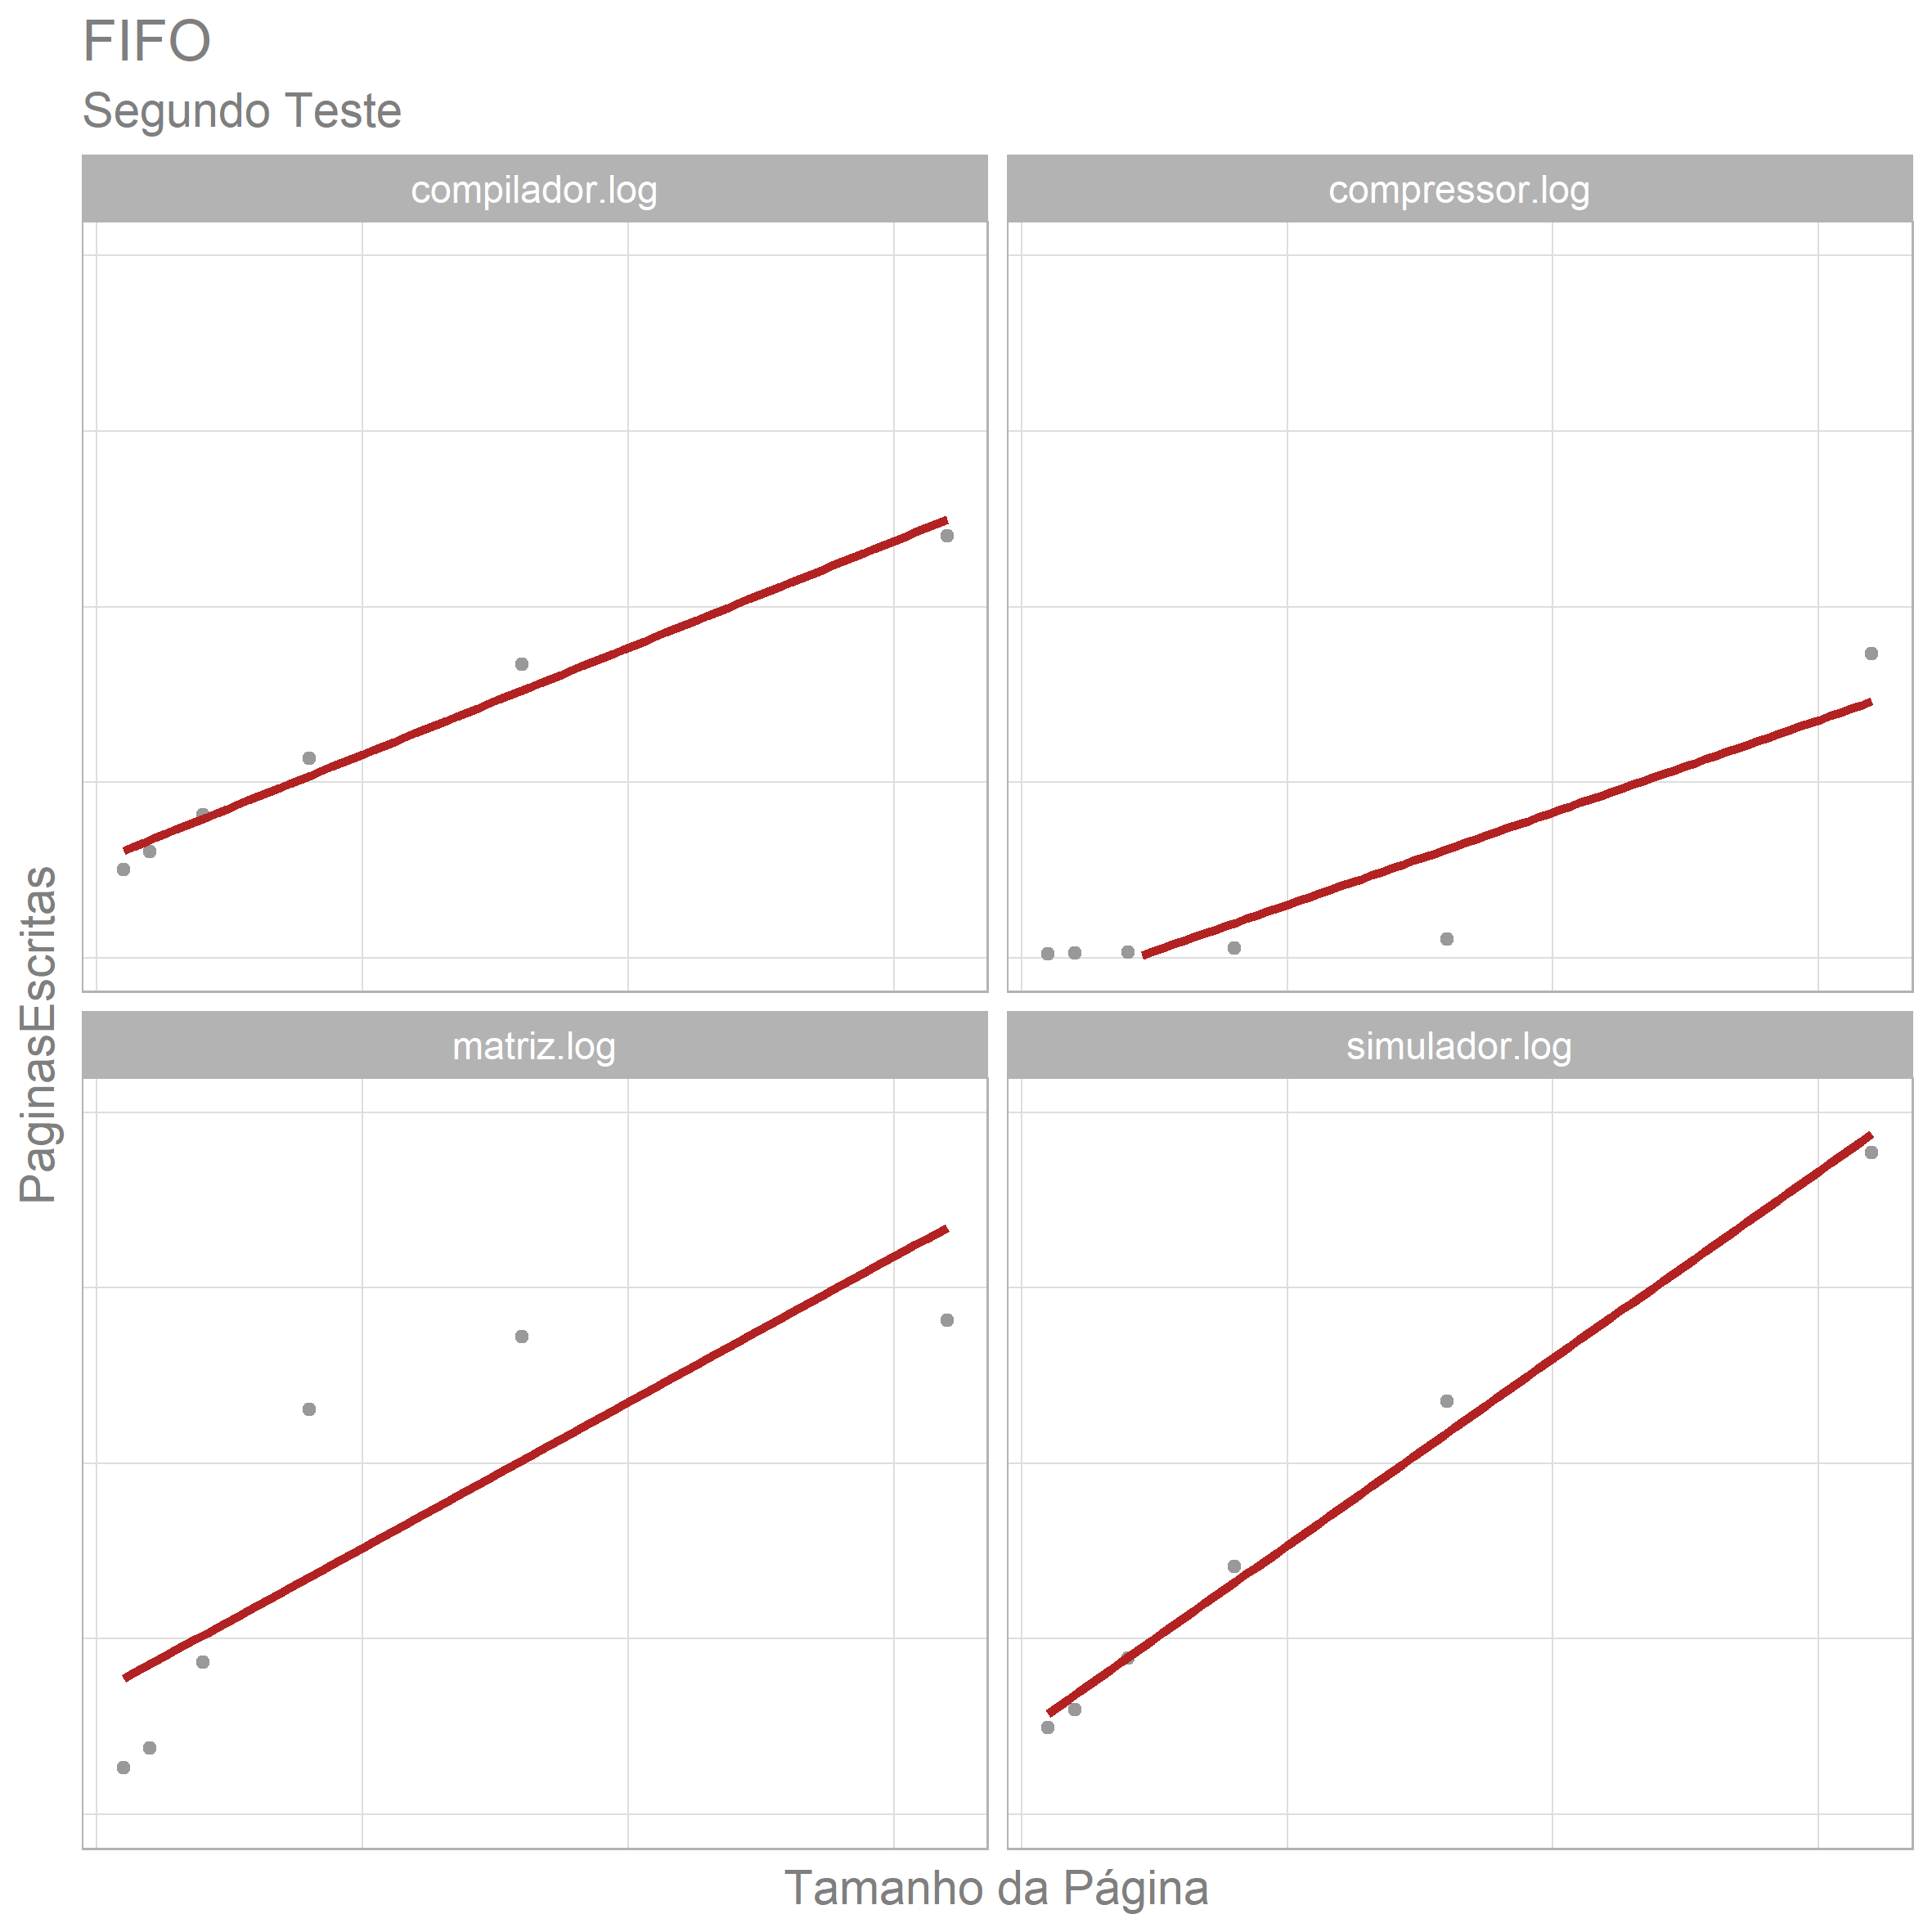 FIFO
Segundo Teste
compilador.log
compressor.log
matriz.log
simulador.log
PaginasEscritas
Tamanho da Página